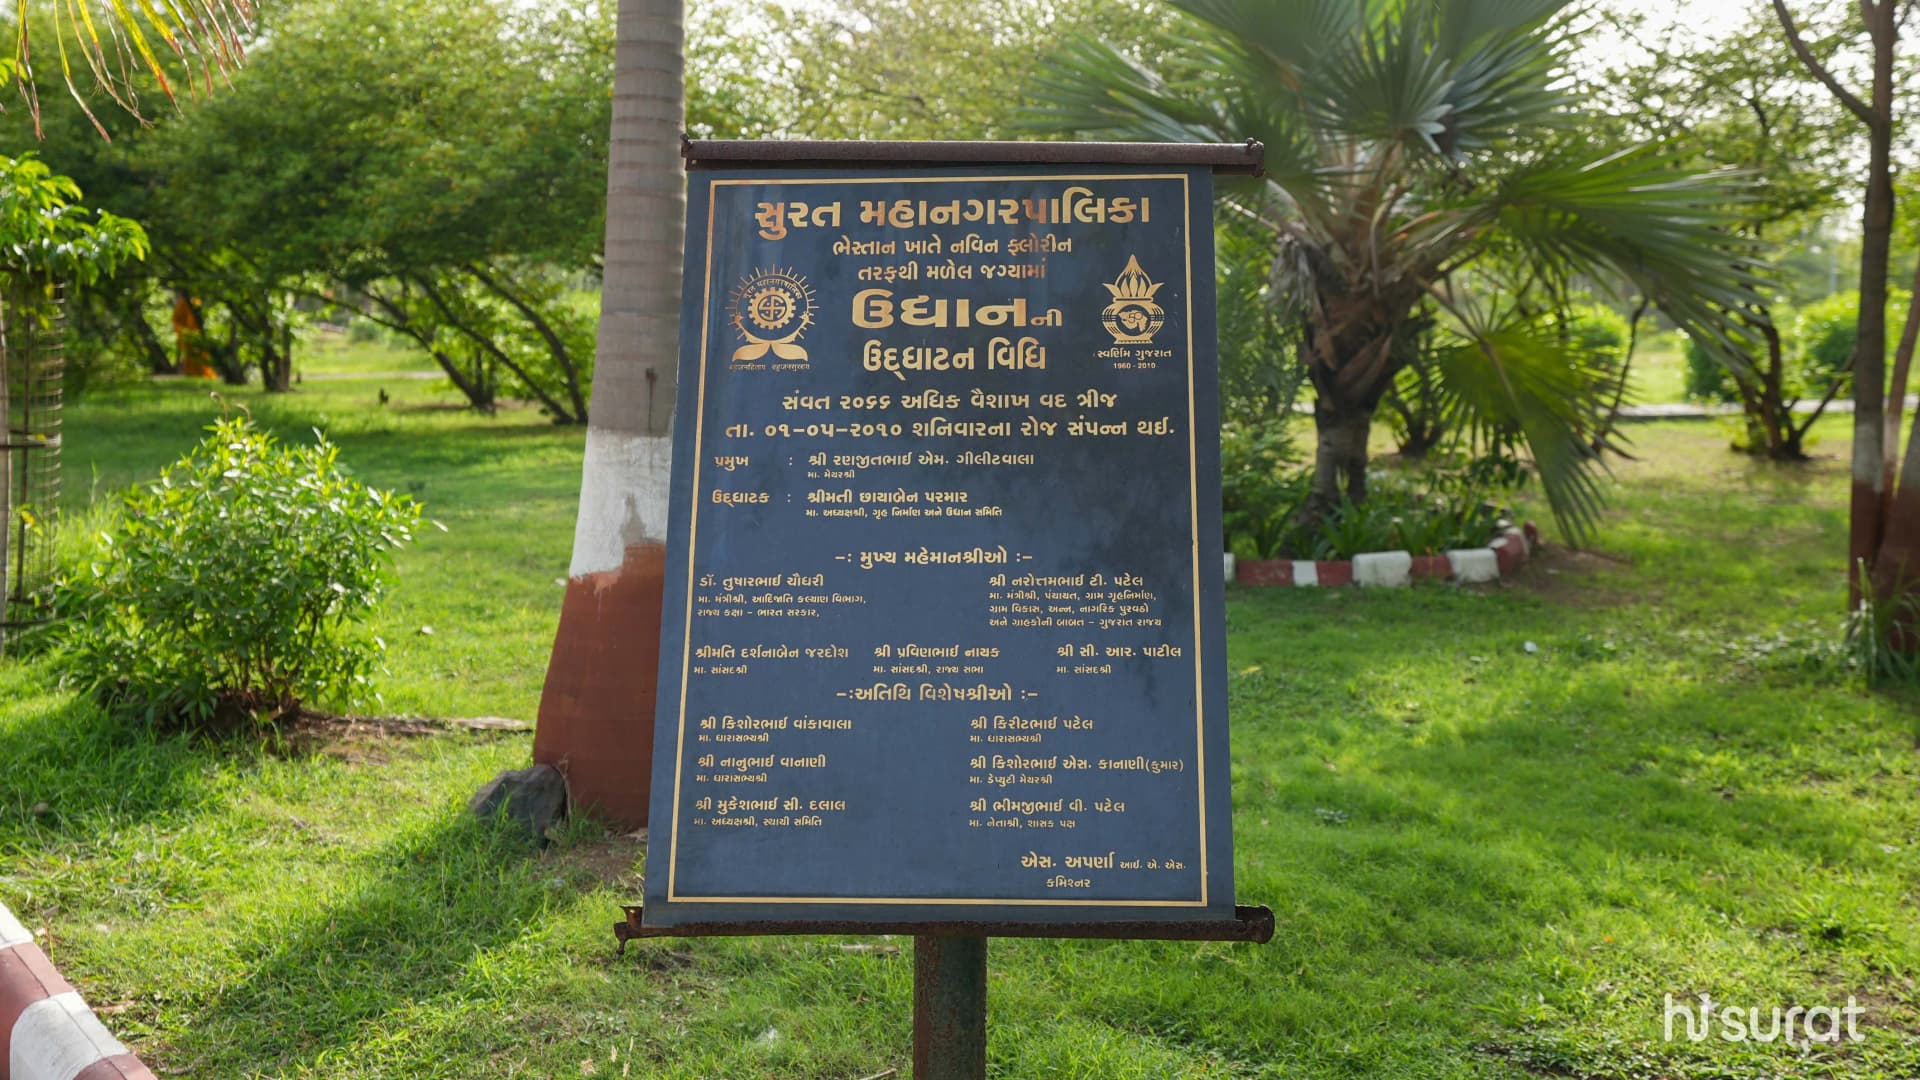 સુરત મહાનગરપાલિકા
ભેસ્તાન ખાતે નવિન ફ્લોરીન
તરફથી મળેલ જગ્યામાં
ઉધાનની
ઉદ્ઘાટન વિધિ
સુરત મહાનગરપાલિકા
સ્વર્ણિમ ગુજરાત
1960 - 2010
સંવત ૨૦૬૬ અધિક વૈશાખ વદ ત્રીજ
તા. ૦૧-૦૫-૨૦૧૦ શનિવારના રોજ સંપન્ન થઈ.
પ્રમુખ : શ્રી રણજીતભાઈ એમ. ગીલીટવાલા
મા. મેયરશ્રી
ઉદ્ઘાટક : શ્રીમતી છાયાબેન પરમાર
મા. અધ્યક્ષશ્રી, ગૃહ નિર્માણ અને ઉધાન સમિતિ
-: મુખ્ય મહેમાનશ્રીઓ :-
ડૉ. તુષારભાઈ ચૌધરી
મા. મંત્રીશ્રી, આદિજાતિ કલ્યાણ વિભાગ,
રાજ્ય કક્ષા - ભારત સરકાર,
શ્રી નરોત્તમભાઈ ટી. પટેલ
મા. મંત્રીશ્રી, પંચાયત, ગ્રામ ગૃહનિર્માણ,
ગ્રામ વિકાસ, અન્ન, નાગરિક પુરવઠો
અને ગ્રાહકોની બાબત - ગુજરાત રાજ્ય
શ્રીમતિ દર્શનાબેન જરદોશ
મા. સાંસદશ્રી
શ્રી પ્રવિણભાઈ નાયક
મા. સાંસદશ્રી, રાજ્ય સભા
શ્રી સી. આર. પાટીલ
મા. સાંસદશ્રી
-:અતિથિ વિશેષશ્રીઓ :-
શ્રી કિશોરભાઈ વાંકાવાલા
મા. ધારાસભ્યશ્રી
શ્રી કિરીટભાઈ પટેલ
મા. ધારાસભ્યશ્રી
શ્રી નાનુભાઈ વાનાણી
મા. ધારાસભ્યશ્રી
શ્રી કિશોરભાઈ એસ. કાનાણી(કુમાર)
મા. ડેપ્યુટી મેયરશ્રી
શ્રી મુકેશભાઈ સી. દલાલ
મા. અધ્યક્ષશ્રી, સ્થાયી સમિતિ
શ્રી ભીમજીભાઈ વી. પટેલ
મા. નેતાશ્રી, શાસક પક્ષ
એસ. અપર્ણા આઈ. એ. એસ.
કમિશ્નર
hi surat